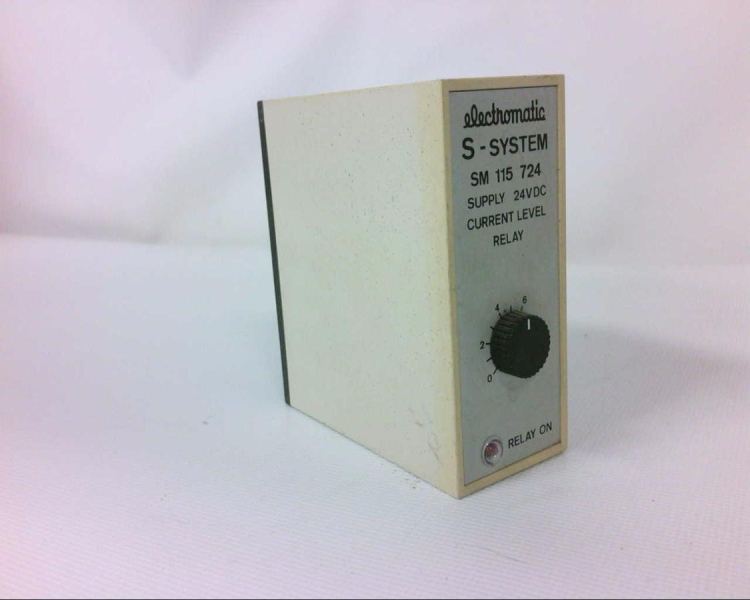 electromatic
S-SYSTEM
SM 115 724
SUPPLY 24VDC
CURRENT LEVEL
RELAY
6
4
2
0
RELAY ON